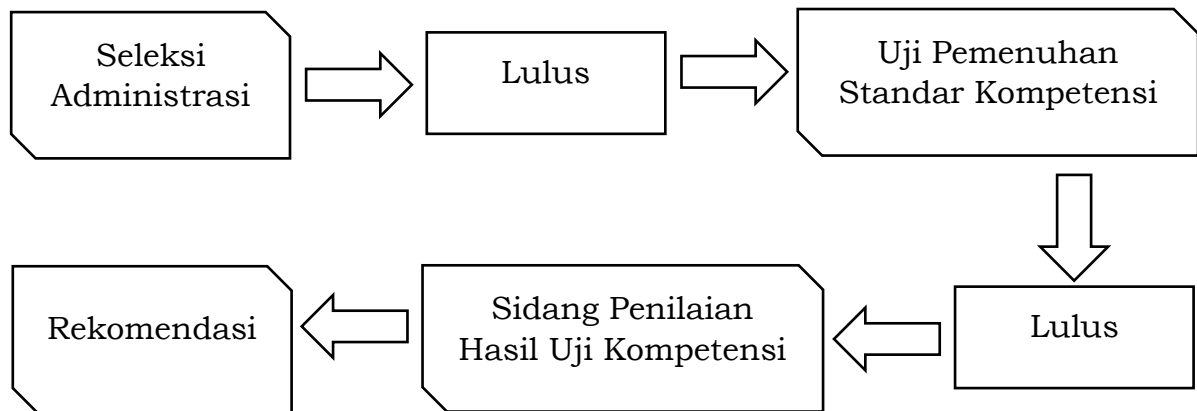 Seleksi
Administrasi
Lulus
Uji Pemenuhan
Standar Kompetensi
Lulus
Sidang Penilaian
Hasil Uji Kompetensi
Rekomendasi